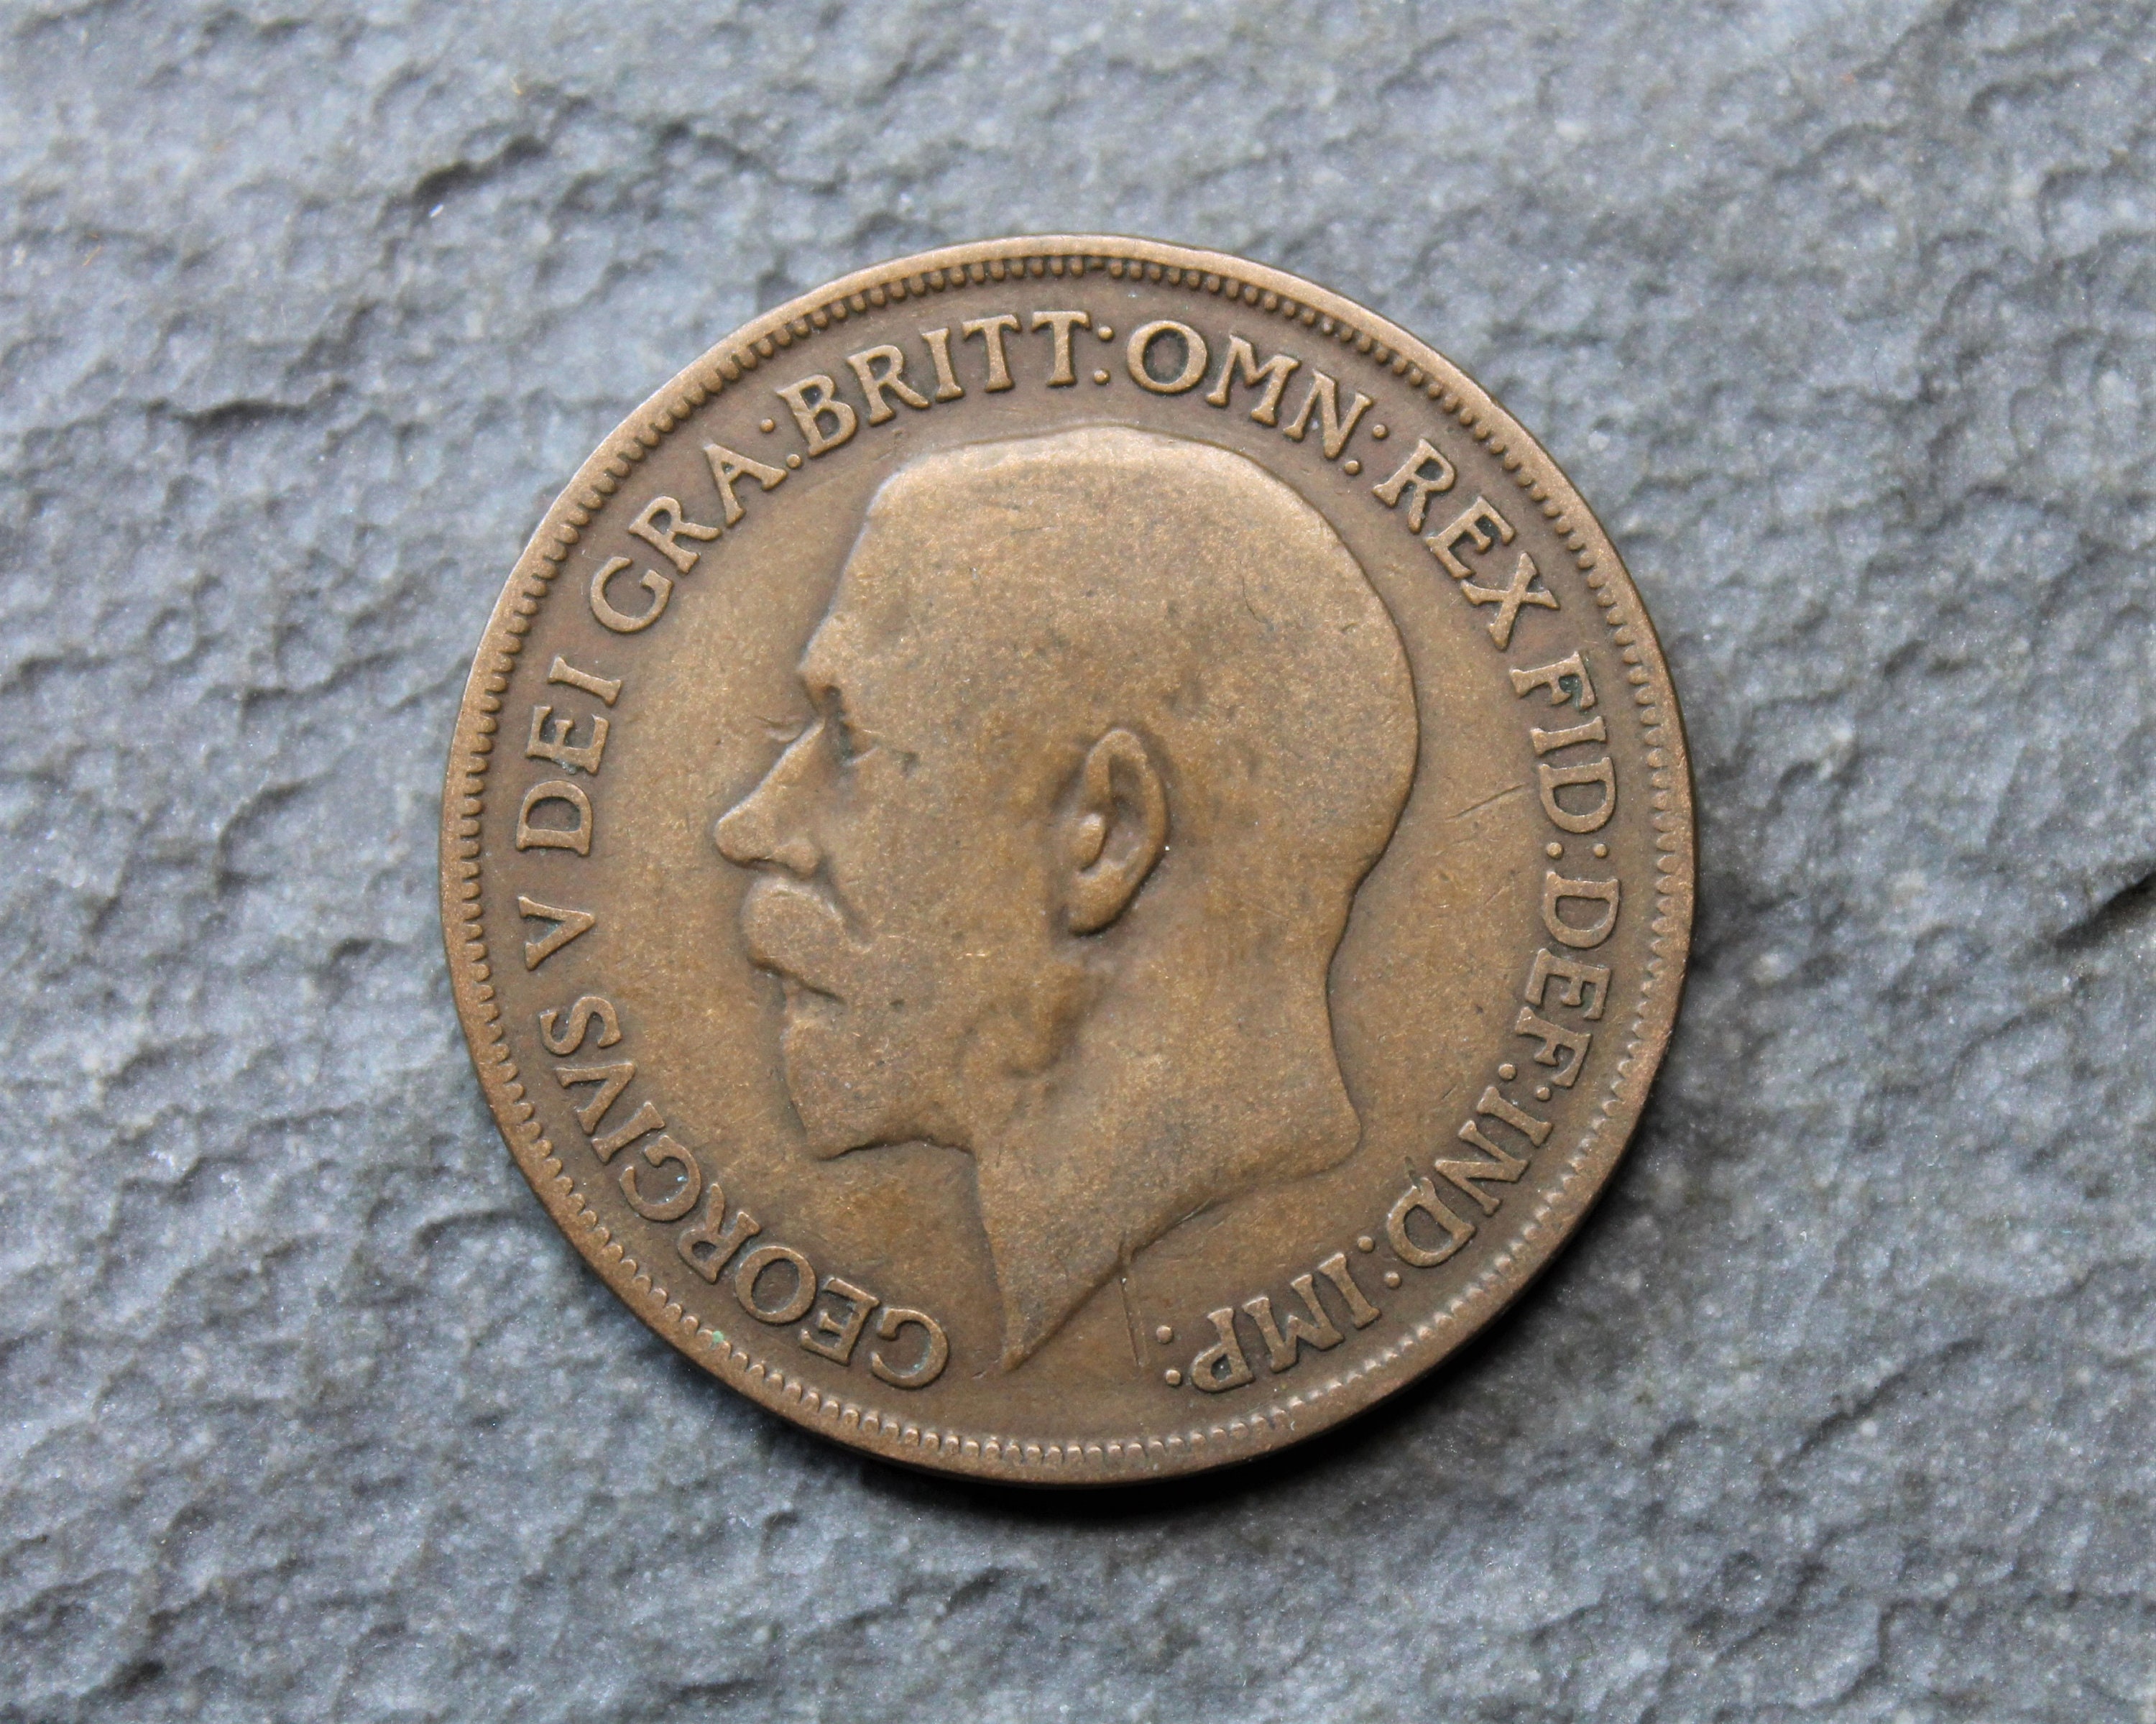 GEORGIVS V DEI GRA: BRITT: OMN: REX FID: DEF: IND: IMP: